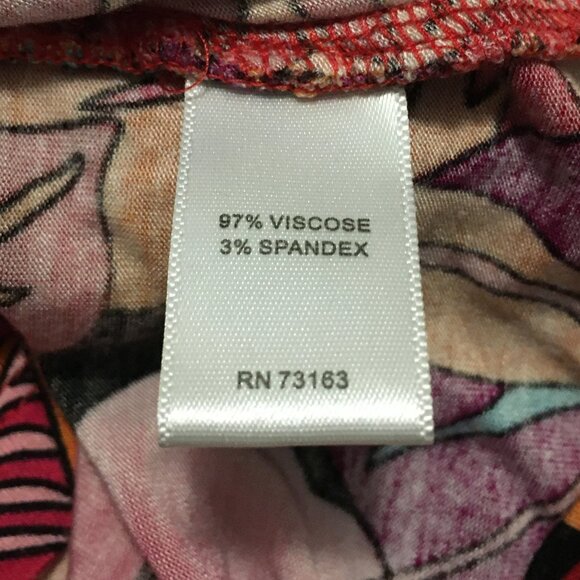 97% VISCOSE
3% SPANDEX
RN 73163